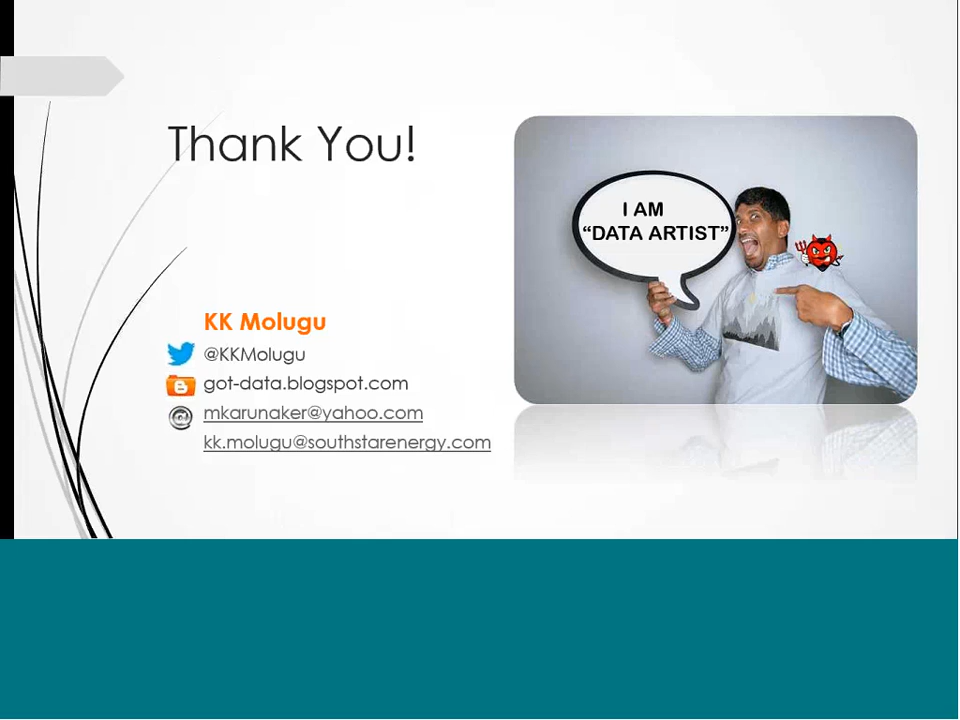 Thank You!
I AM
“DATA ARTIST”
KK Molugu
@KKMolugu
got-data.blogspot.com
mkarunaker@yahoo.com
kk.molugu@southstarenergy.com